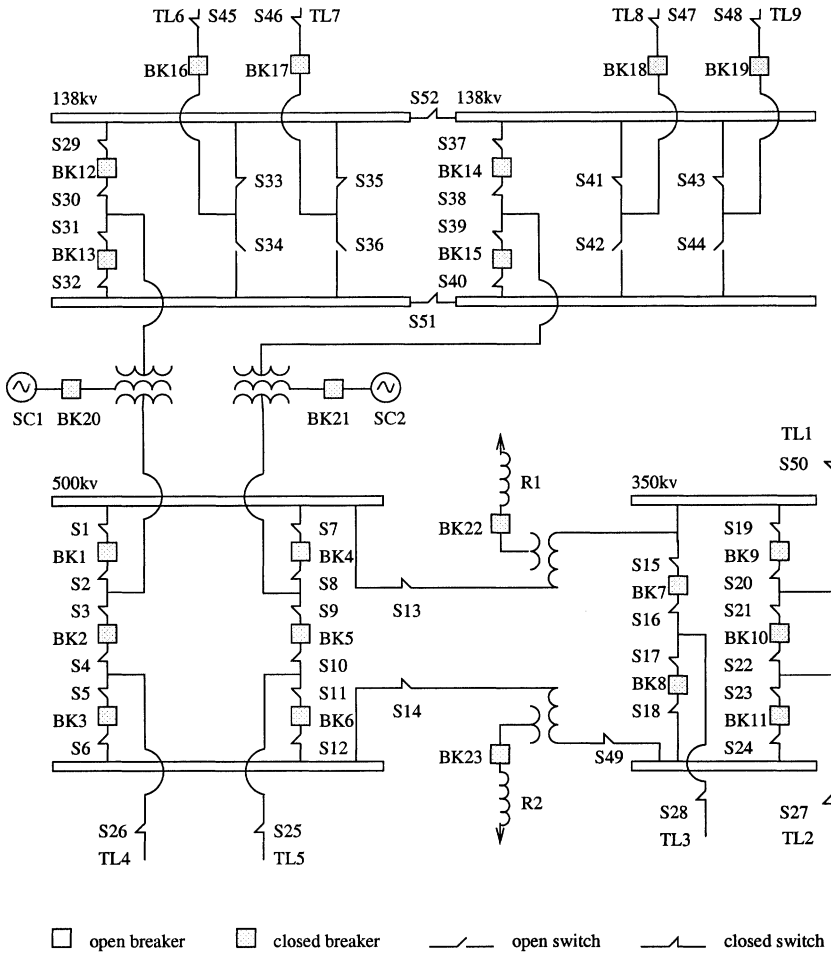 TL6 S45 S46 TL7 TL8 S47 S48 TL9
BK16 BK17 BK18 BK19
138kv S52 138kv
S29 S37
BK12 BK14
S33 S35 S41 S43
S30 S38
S31 S39
S34 S36 S42 S44
BK13 BK15
S32 S40
S51
SC1 BK20 BK21 SC2
TL1
S50
500kv R1 350kv
S1 S7 BK22 S19
BK1 BK4 S15 BK9
S2 S8 BK7 S20
S3 S9 S13 S16 S21
BK2 BK5 BK10
S4 S10 S17 S22
S5 S11 BK8 S23
BK3 BK6 S14 S18 BK11
S6 S12 BK23 S49 S24
R2
S26 S25 S28 S27
TL4 TL5 TL3 TL2
open breaker closed breaker open switch closed switch